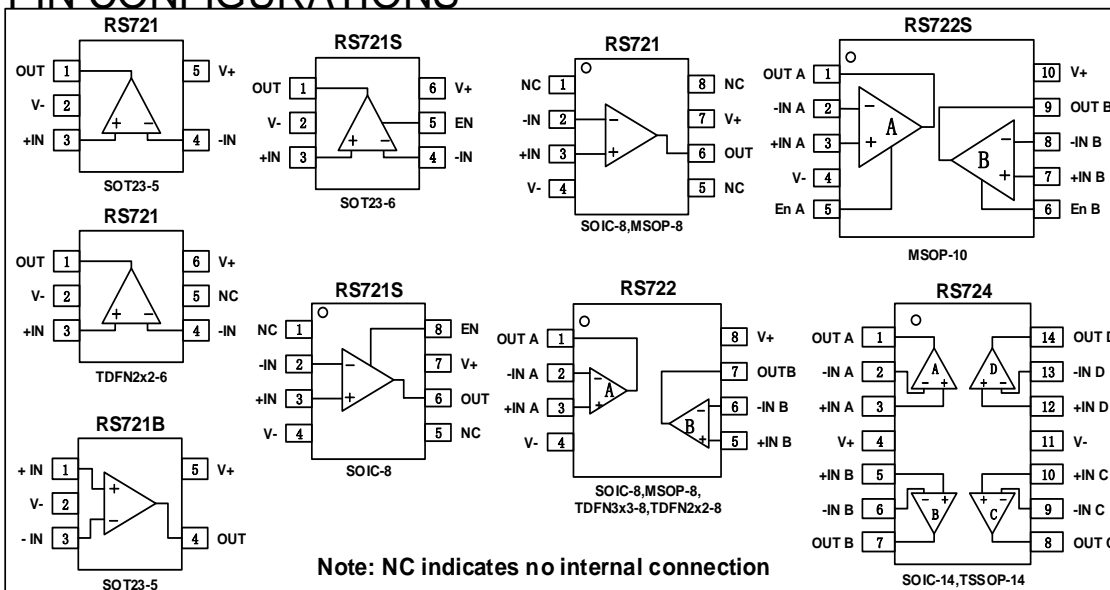 PIN CONFIGURATIONS
RS721
OUT 1
5 V+
V- 2
+IN 3
4 -IN
+ -
SOT23-5
RS721S
OUT 1
6 V+
V- 2
5 EN
+IN 3
4 -IN
+ -
SOT23-6
RS721
NC 1
8 NC
-IN 2
7 V+
+IN 3
6 OUT
V- 4
5 NC
- +
SOIC-8,MSOP-8
RS722S
OUT A 1
10 V+
-IN A 2
9 OUT B
+IN A 3
8 -IN B
V- 4
7 +IN B
En A 5
6 En B
- + A
- + B
MSOP-10
RS721
OUT 1
6 V+
V- 2
5 NC
+IN 3
4 -IN
+ -
TDFN2x2-6
RS721S
NC 1
8 EN
-IN 2
7 V+
+IN 3
6 OUT
V- 4
5 NC
- +
SOIC-8
RS722
OUT A 1
8 V+
-IN A 2
7 OUTB
+IN A 3
6 -IN B
V- 4
5 +IN B
- + A
- + B
SOIC-8,MSOP-8,
TDFN3x3-8,TDFN2x2-8
RS724
OUT A 1
14 OUT D
-IN A 2
13 -IN D
+IN A 3
12 +IN D
V+ 4
11 V-
+IN B 5
10 +IN C
-IN B 6
9 -IN C
OUT B 7
8 OUT C
A - +
D + -
B - +
C + -
SOIC-14,TSSOP-14
RS721B
+ IN 1
5 V+
V- 2
- IN 3
4 OUT
+ -
SOT23-5
Note: NC indicates no internal connection